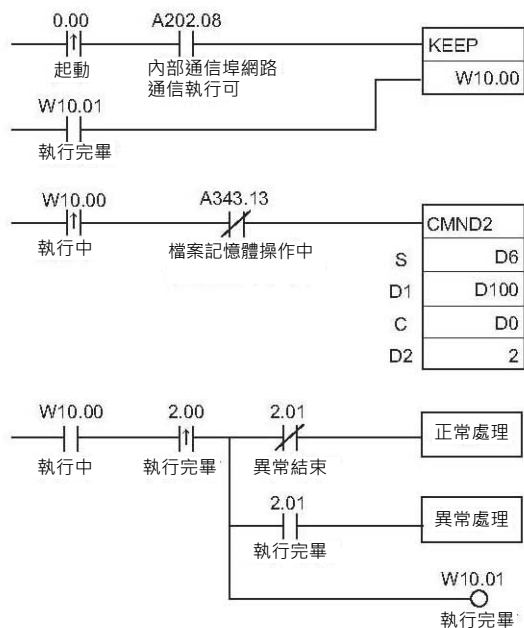 0.00
A202.08
起動
內部通信埠網路
通信執行可
KEEP
W10.00
W10.01
執行完畢
W10.00
A343.13
執行中
檔案記憶體操作中
CMND2
S
D6
D1
D100
C
D0
D2
2
W10.00
2.00
2.01
執行中
執行完畢
異常結束
正常處理
2.01
執行完畢
異常處理
W10.01
執行完畢